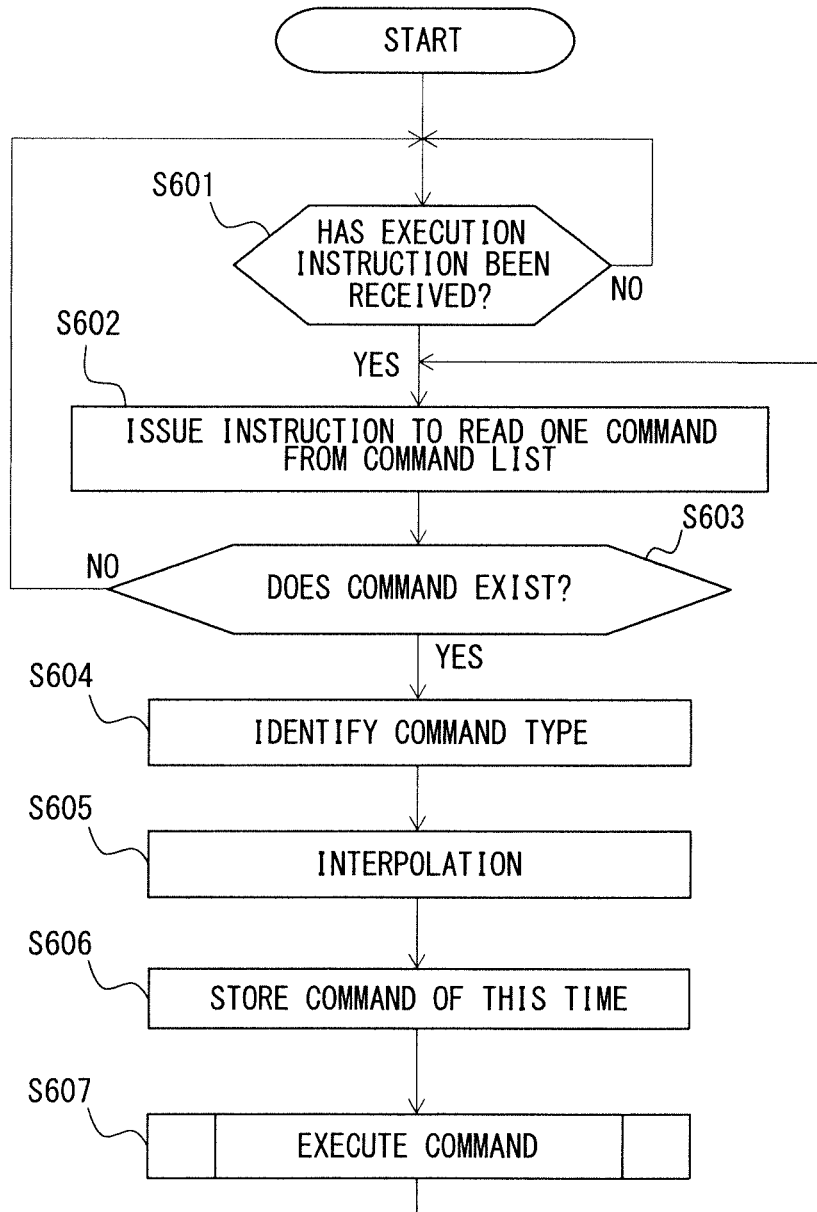 START
S601
HAS EXECUTION
INSTRUCTION BEEN
RECEIVED?
NO
S602
YES
ISSUE INSTRUCTION TO READ ONE COMMAND
FROM COMMAND LIST
S603
NO
DOES COMMAND EXIST?
YES
S604
IDENTIFY COMMAND TYPE
S605
INTERPOLATION
S606
STORE COMMAND OF THIS TIME
S607
EXECUTE COMMAND